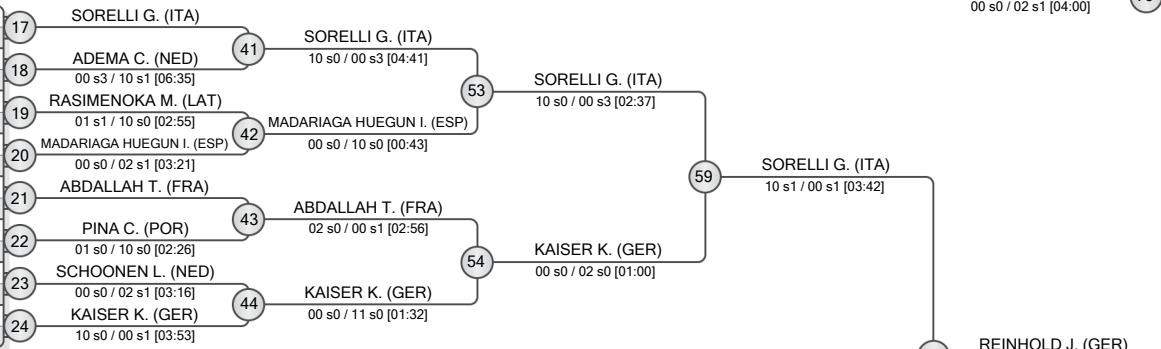 00 s0 / 02 s1 [04:00]
17
SORELLI G. (ITA)
41
SORELLI G. (ITA)
10 s0 / 00 s3 [04:41]
18
ADEMA C. (NED)
00 s3 / 10 s1 [06:35]
53
SORELLI G. (ITA)
10 s0 / 00 s3 [02:37]
19
RASIMENOKA M. (LAT)
01 s1 / 10 s0 [02:55]
42
MADARIAGA HUEGUN I. (ESP)
00 s0 / 10 s0 [00:43]
20
MADARIAGA HUEGUN I. (ESP)
00 s0 / 02 s1 [03:21]
59
SORELLI G. (ITA)
10 s1 / 00 s1 [03:42]
21
ABDALLAH T. (FRA)
43
ABDALLAH T. (FRA)
02 s0 / 00 s1 [02:56]
22
PINA C. (POR)
01 s0 / 10 s0 [02:26]
54
KAISER K. (GER)
00 s0 / 02 s0 [01:00]
23
SCHOONEN L. (NED)
00 s0 / 02 s1 [03:16]
44
KAISER K. (GER)
00 s0 / 11 s0 [01:32]
24
KAISER K. (GER)
10 s0 / 00 s1 [03:53]
REINHOLD J. (GER)